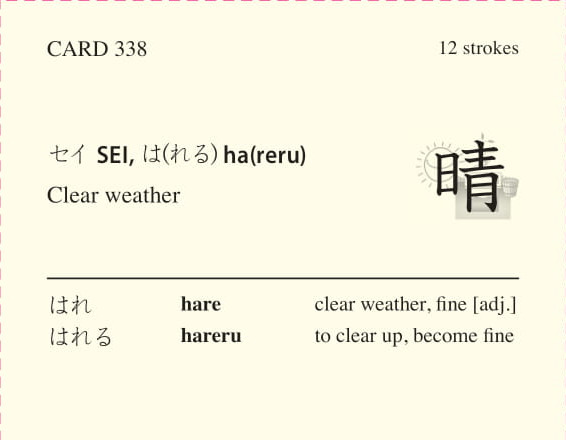 CARD 338
12 strokes
セイ SEI, は(れる) ha(reru)
Clear weather
晴
はれ hare clear weather, fine [adj.]
はれる hareru to clear up, become fine